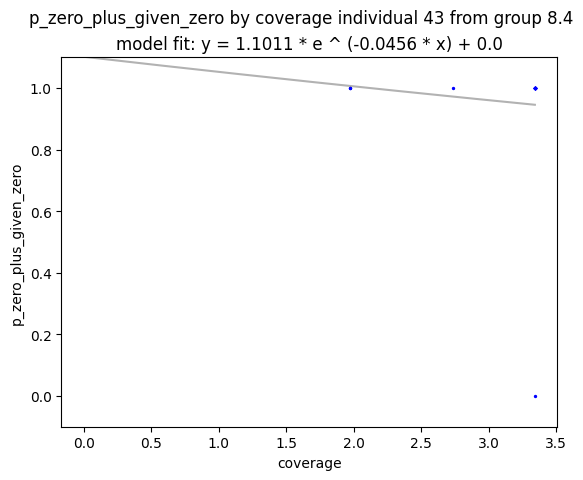 p_zero_plus_given_zero by coverage individual 43 from group 8.4
model fit: y = 1.1011 * e ^ (-0.0456 * x) + 0.0
p_zero_plus_given_zero
1.0
0.8
0.6
0.4
0.2
0.0
0.0 0.5 1.0 1.5 2.0 2.5 3.0 3.5
coverage